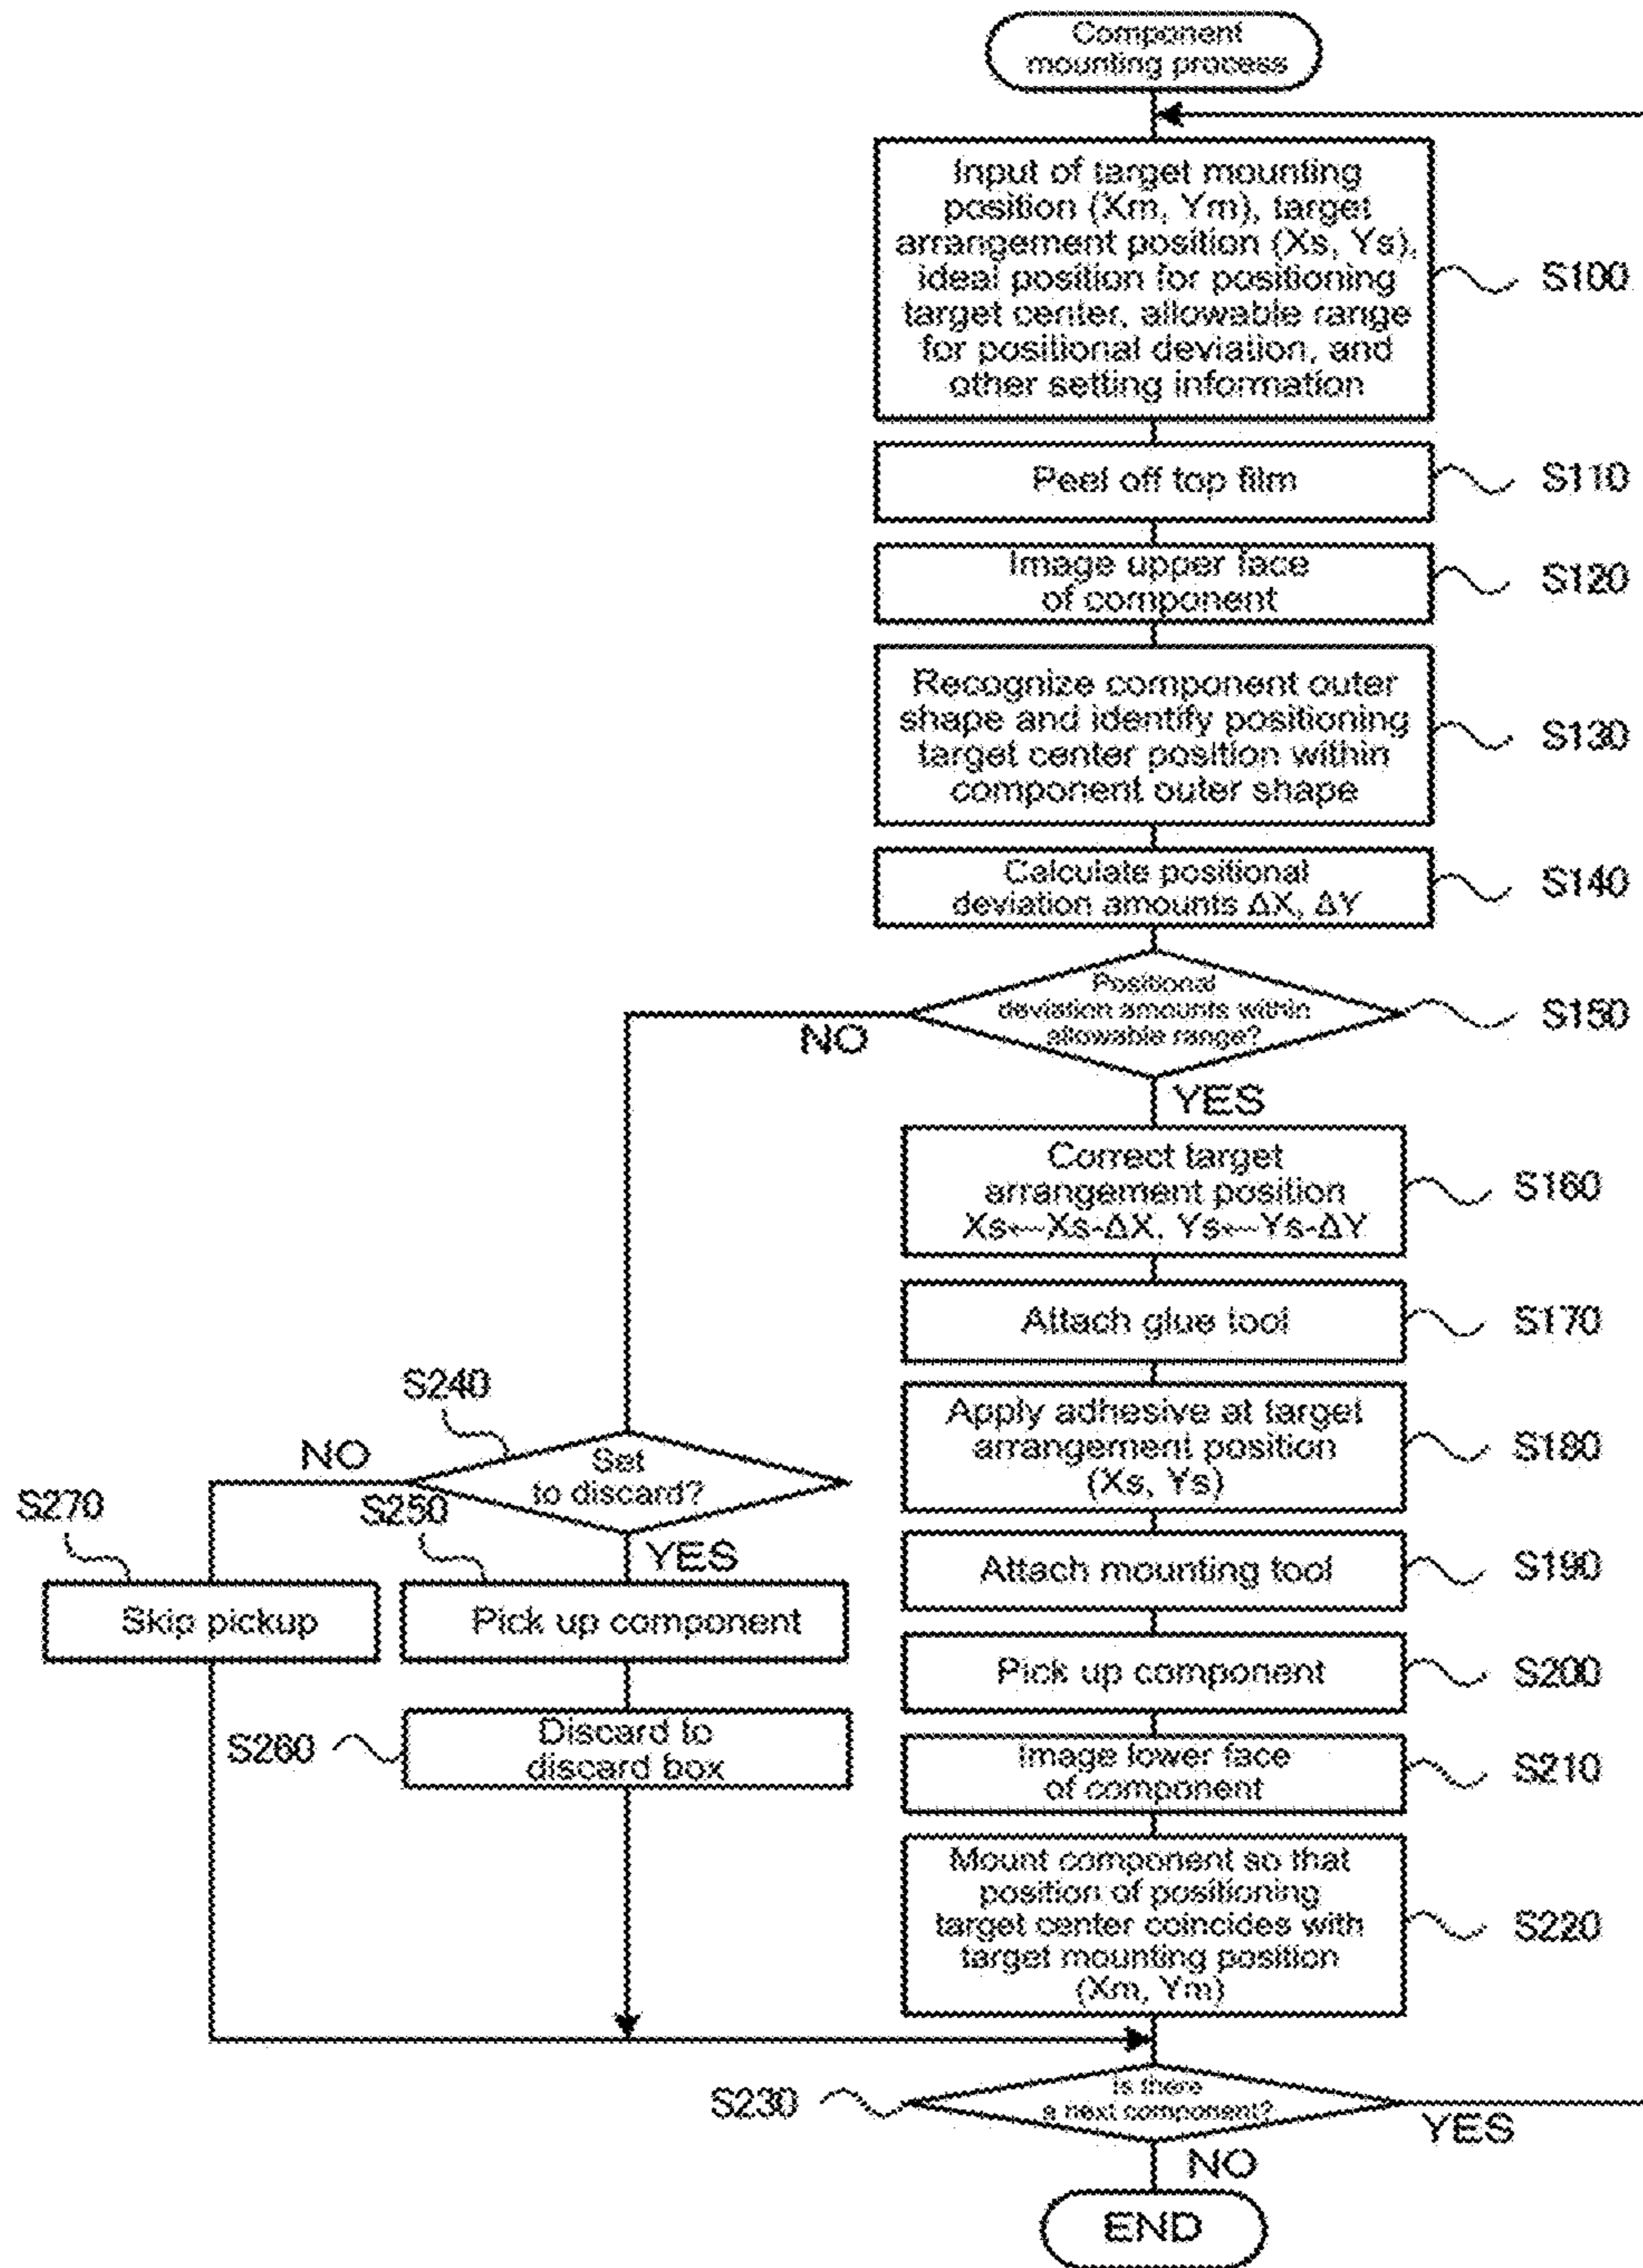 Component
mounting process
Input of target mounting
position (Xm, Ym), target
arrangement position (Xs, Ys),
ideal position for positioning
target center, allowable range
for positional deviation, and
other setting information
S100
Peel off top film
S110
Image upper face
of component
S120
Recognize component outer
shape and identify positioning
target center position within
component outer shape
S130
Calculate positional
deviation amounts ΔX, ΔY
S140
Positional
deviation amounts within
allowable range?
S150
NO
YES
Correct target
arrangement position
Xs←Xs-ΔX, Ys←Ys-ΔY
S160
Attach glue tool
S170
Apply adhesive at target
arrangement position
(Xs, Ys)
S180
Attach mounting tool
S190
Pick up component
S200
Image lower face
of component
S210
Mount component so that
position of positioning
target center coincides with
target mounting position
(Xm, Ym)
S220
S240
Set
to discard?
NO
YES
S270
Skip pickup
S250
Pick up component
S260
Discard to
discard box
S230
Is there
a next component?
YES
NO
END